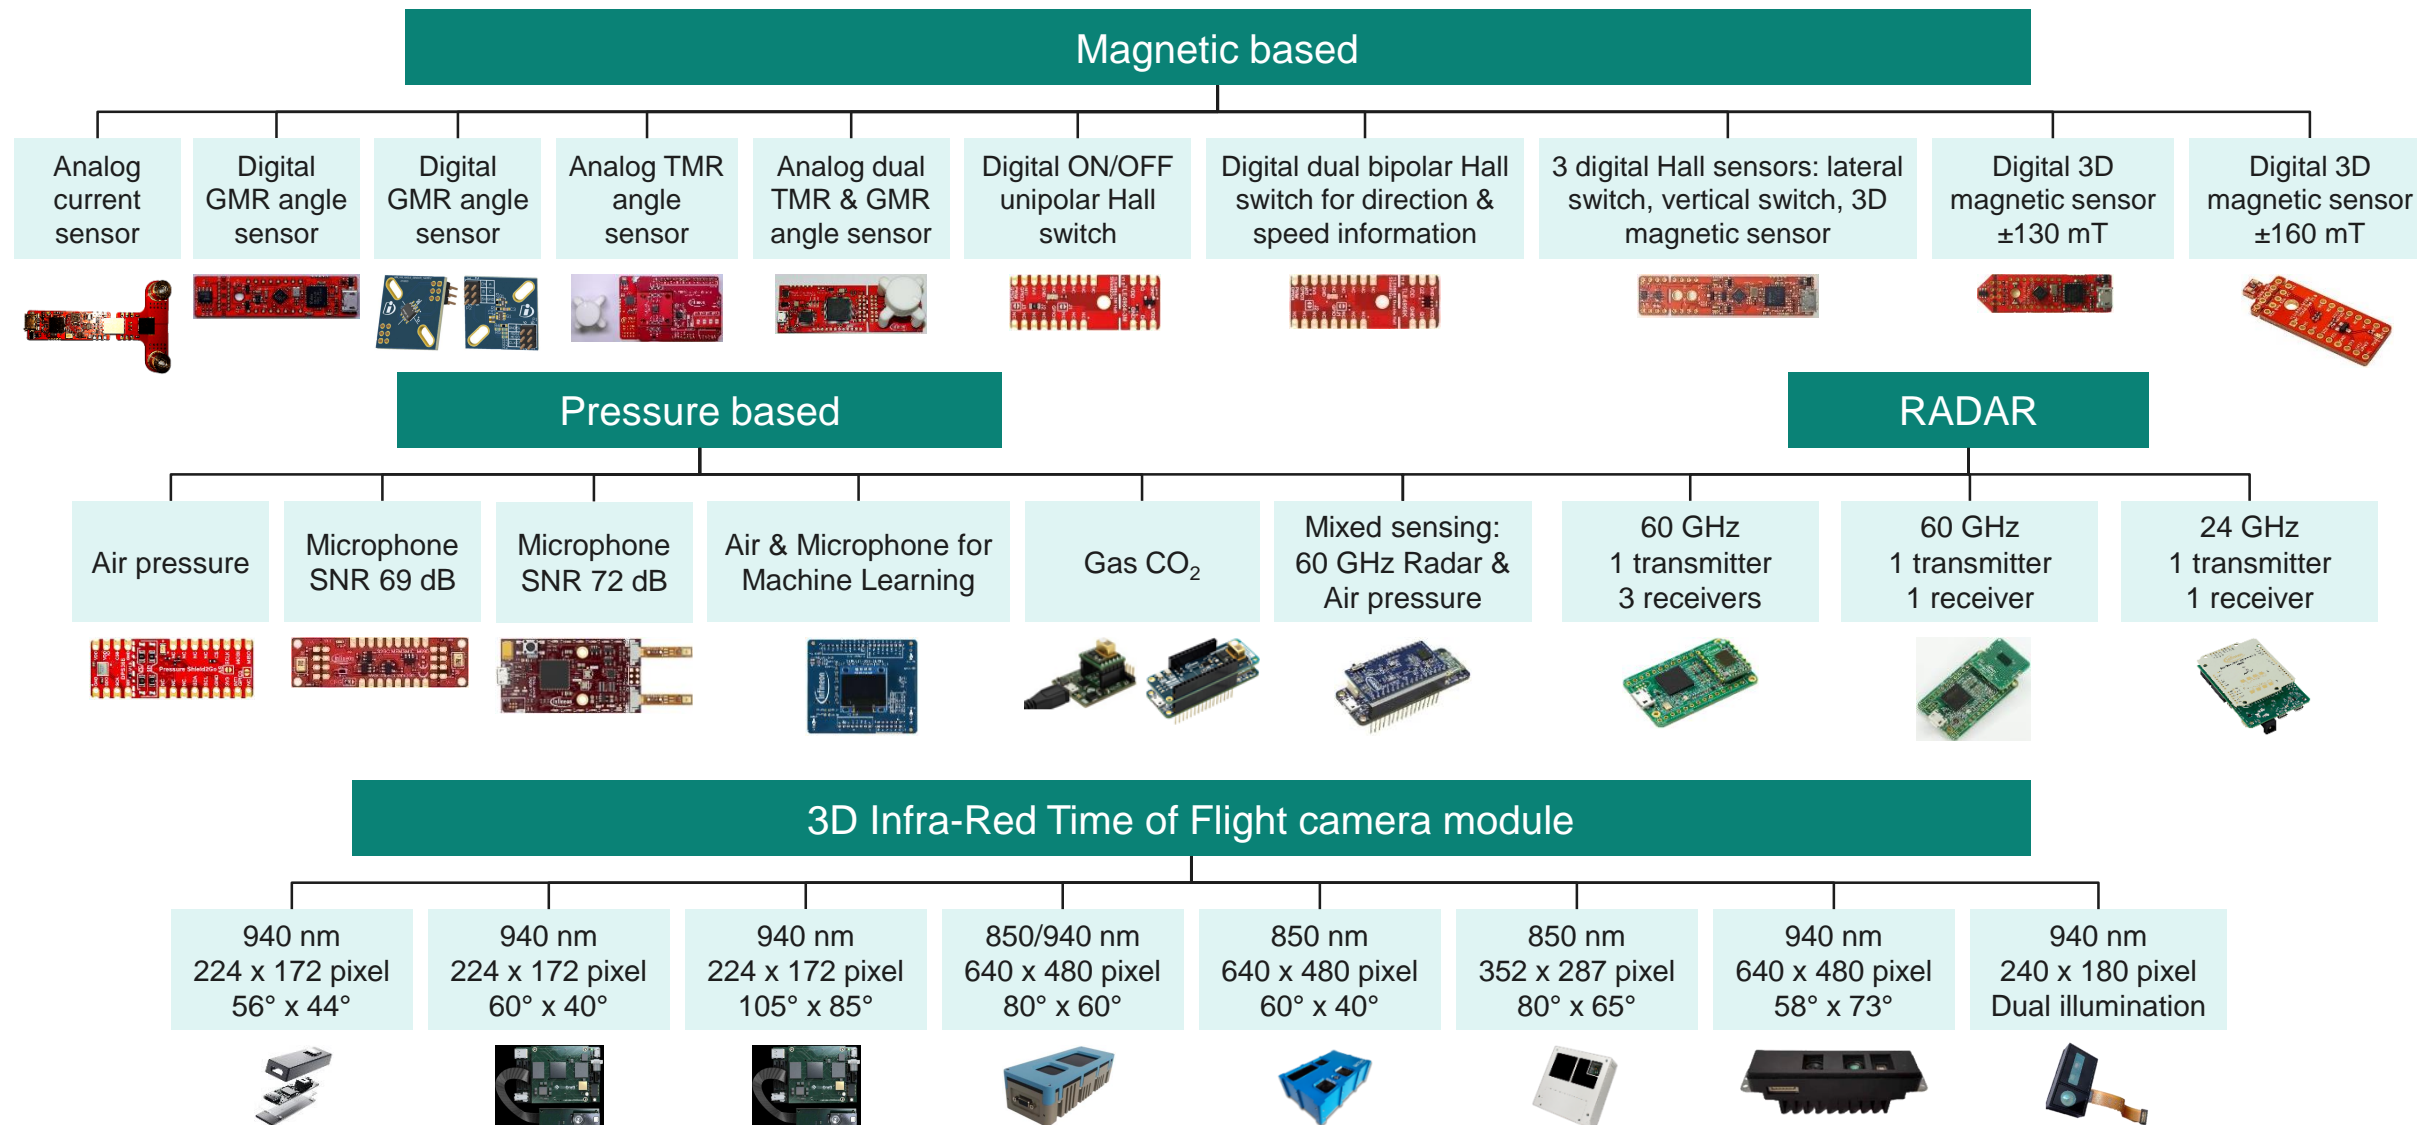 Magnetic based
Analog
current
sensor
Digital
GMR angle
sensor
Digital
GMR angle
sensor
Analog TMR
angle
sensor
Analog dual
TMR & GMR
angle sensor
Digital ON/OFF
unipolar Hall
switch
Digital dual bipolar Hall
switch for direction &
speed information
3 digital Hall sensors: lateral
switch, vertical switch, 3D
magnetic sensor
Digital 3D
magnetic sensor
±130 mT
Digital 3D
magnetic sensor
±160 mT
Pressure based
RADAR
Air pressure
Microphone
SNR 69 dB
Microphone
SNR 72 dB
Air & Microphone for
Machine Learning
Gas CO₂
Mixed sensing:
60 GHz Radar &
Air pressure
60 GHz
1 transmitter
3 receivers
60 GHz
1 transmitter
1 receiver
24 GHz
1 transmitter
1 receiver
Pressure Shield2Go
infineon
3D Infra-Red Time of Flight camera module
940 nm
224 x 172 pixel
56° x 44°
940 nm
224 x 172 pixel
60° x 40°
940 nm
224 x 172 pixel
105° x 85°
850/940 nm
640 x 480 pixel
80° x 60°
850 nm
640 x 480 pixel
60° x 40°
850 nm
352 x 287 pixel
80° x 65°
940 nm
640 x 480 pixel
58° x 73°
940 nm
240 x 180 pixel
Dual illumination